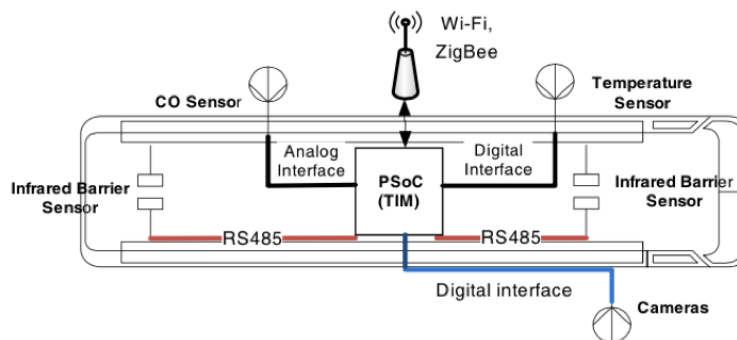 Wi-Fi,
ZigBee
CO Sensor
Temperature
Sensor
Analog
Interface
Digital
Interface
PSoC
(TIM)
Infrared Barrier
Sensor
Infrared Barrier
Sensor
RS485
RS485
Digital interface
Cameras